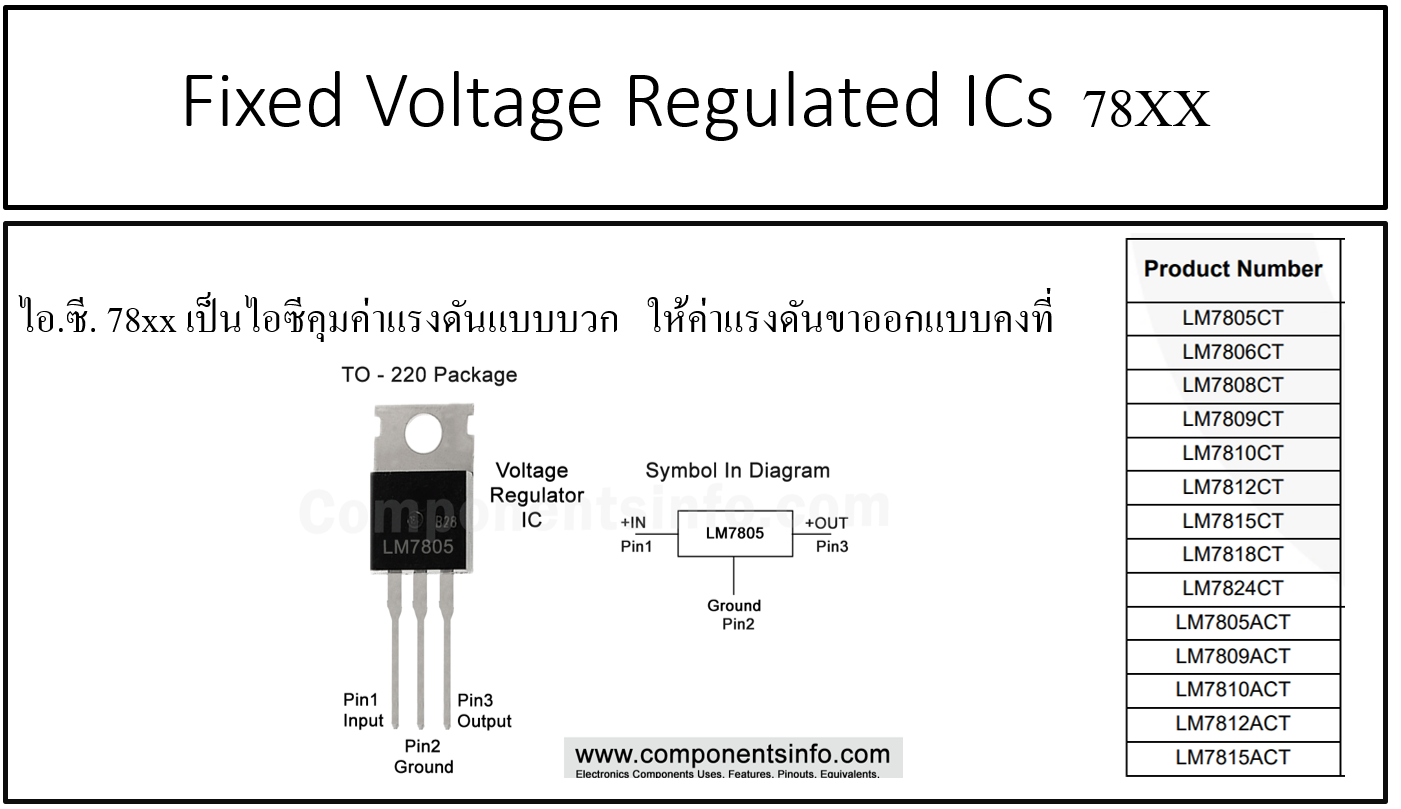 Fixed Voltage Regulated ICs 78XX
ไอ.ซี. 78xx เป็นไอซีคุมค่าแรงดันแบบบวก ให้ค่าแรงดันขาออกแบบคงที่
TO - 220 Package
B28
LM7805
Voltage
Regulator
IC
Pin1
Input
Pin2
Ground
Pin3
Output
Symbol In Diagram
+IN
Pin1
LM7805
+OUT
Pin3
Ground
Pin2
Componentsinfo.com
www.componentsinfo.com
Electronics Components Uses, Features, Pinouts, Equivalents,
Product Number
LM7805CT
LM7806CT
LM7808CT
LM7809CT
LM7810CT
LM7812CT
LM7815CT
LM7818CT
LM7824CT
LM7805ACT
LM7809ACT
LM7810ACT
LM7812ACT
LM7815ACT